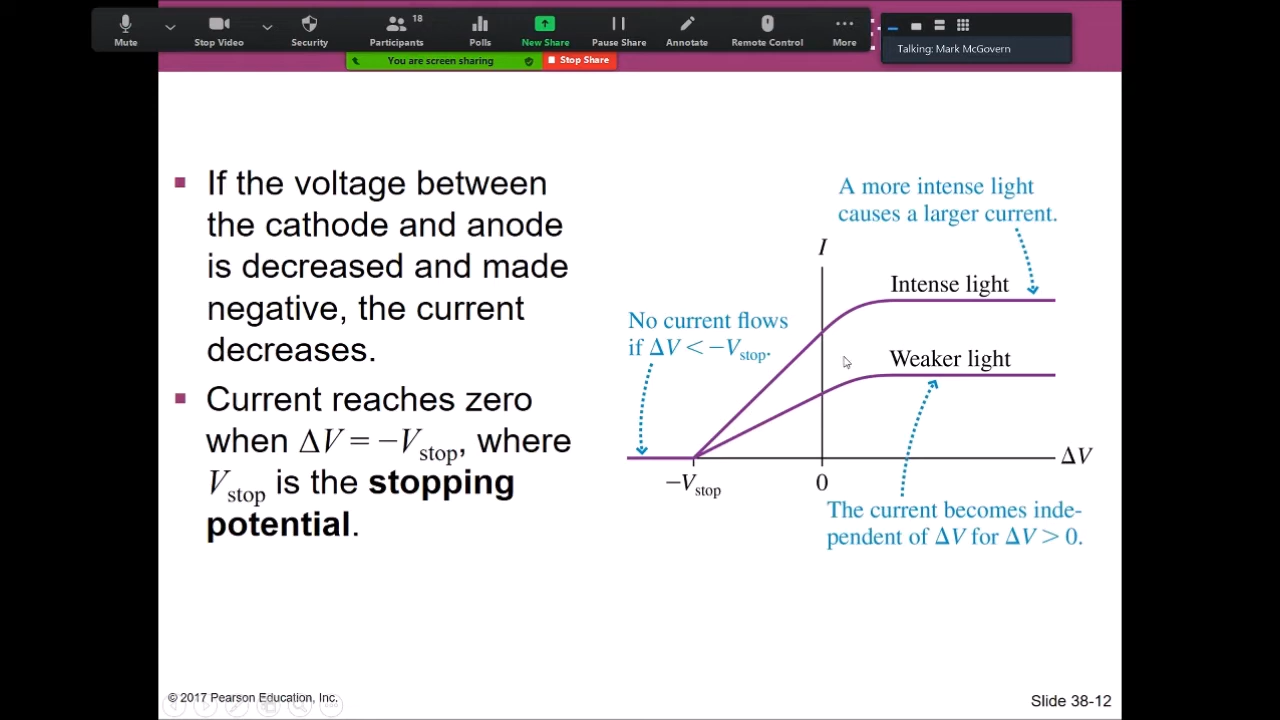 Mute
Stop Video
Security
18
Participants
Polls
New Share
Pause Share
Annotate
Remote Control
More
You are screen sharing
Stop Share
Talking: Mark McGovern
If the voltage between
the cathode and anode
is decreased and made
negative, the current
decreases.
Current reaches zero
when ΔV = −Vstop, where
Vstop is the stopping
potential.
A more intense light
causes a larger current.
I
Intense light
No current flows
if ΔV < −Vstop.
Weaker light
ΔV
−Vstop
0
The current becomes inde-
pendent of ΔV for ΔV > 0.
© 2017 Pearson Education, Inc.
Slide 38-12